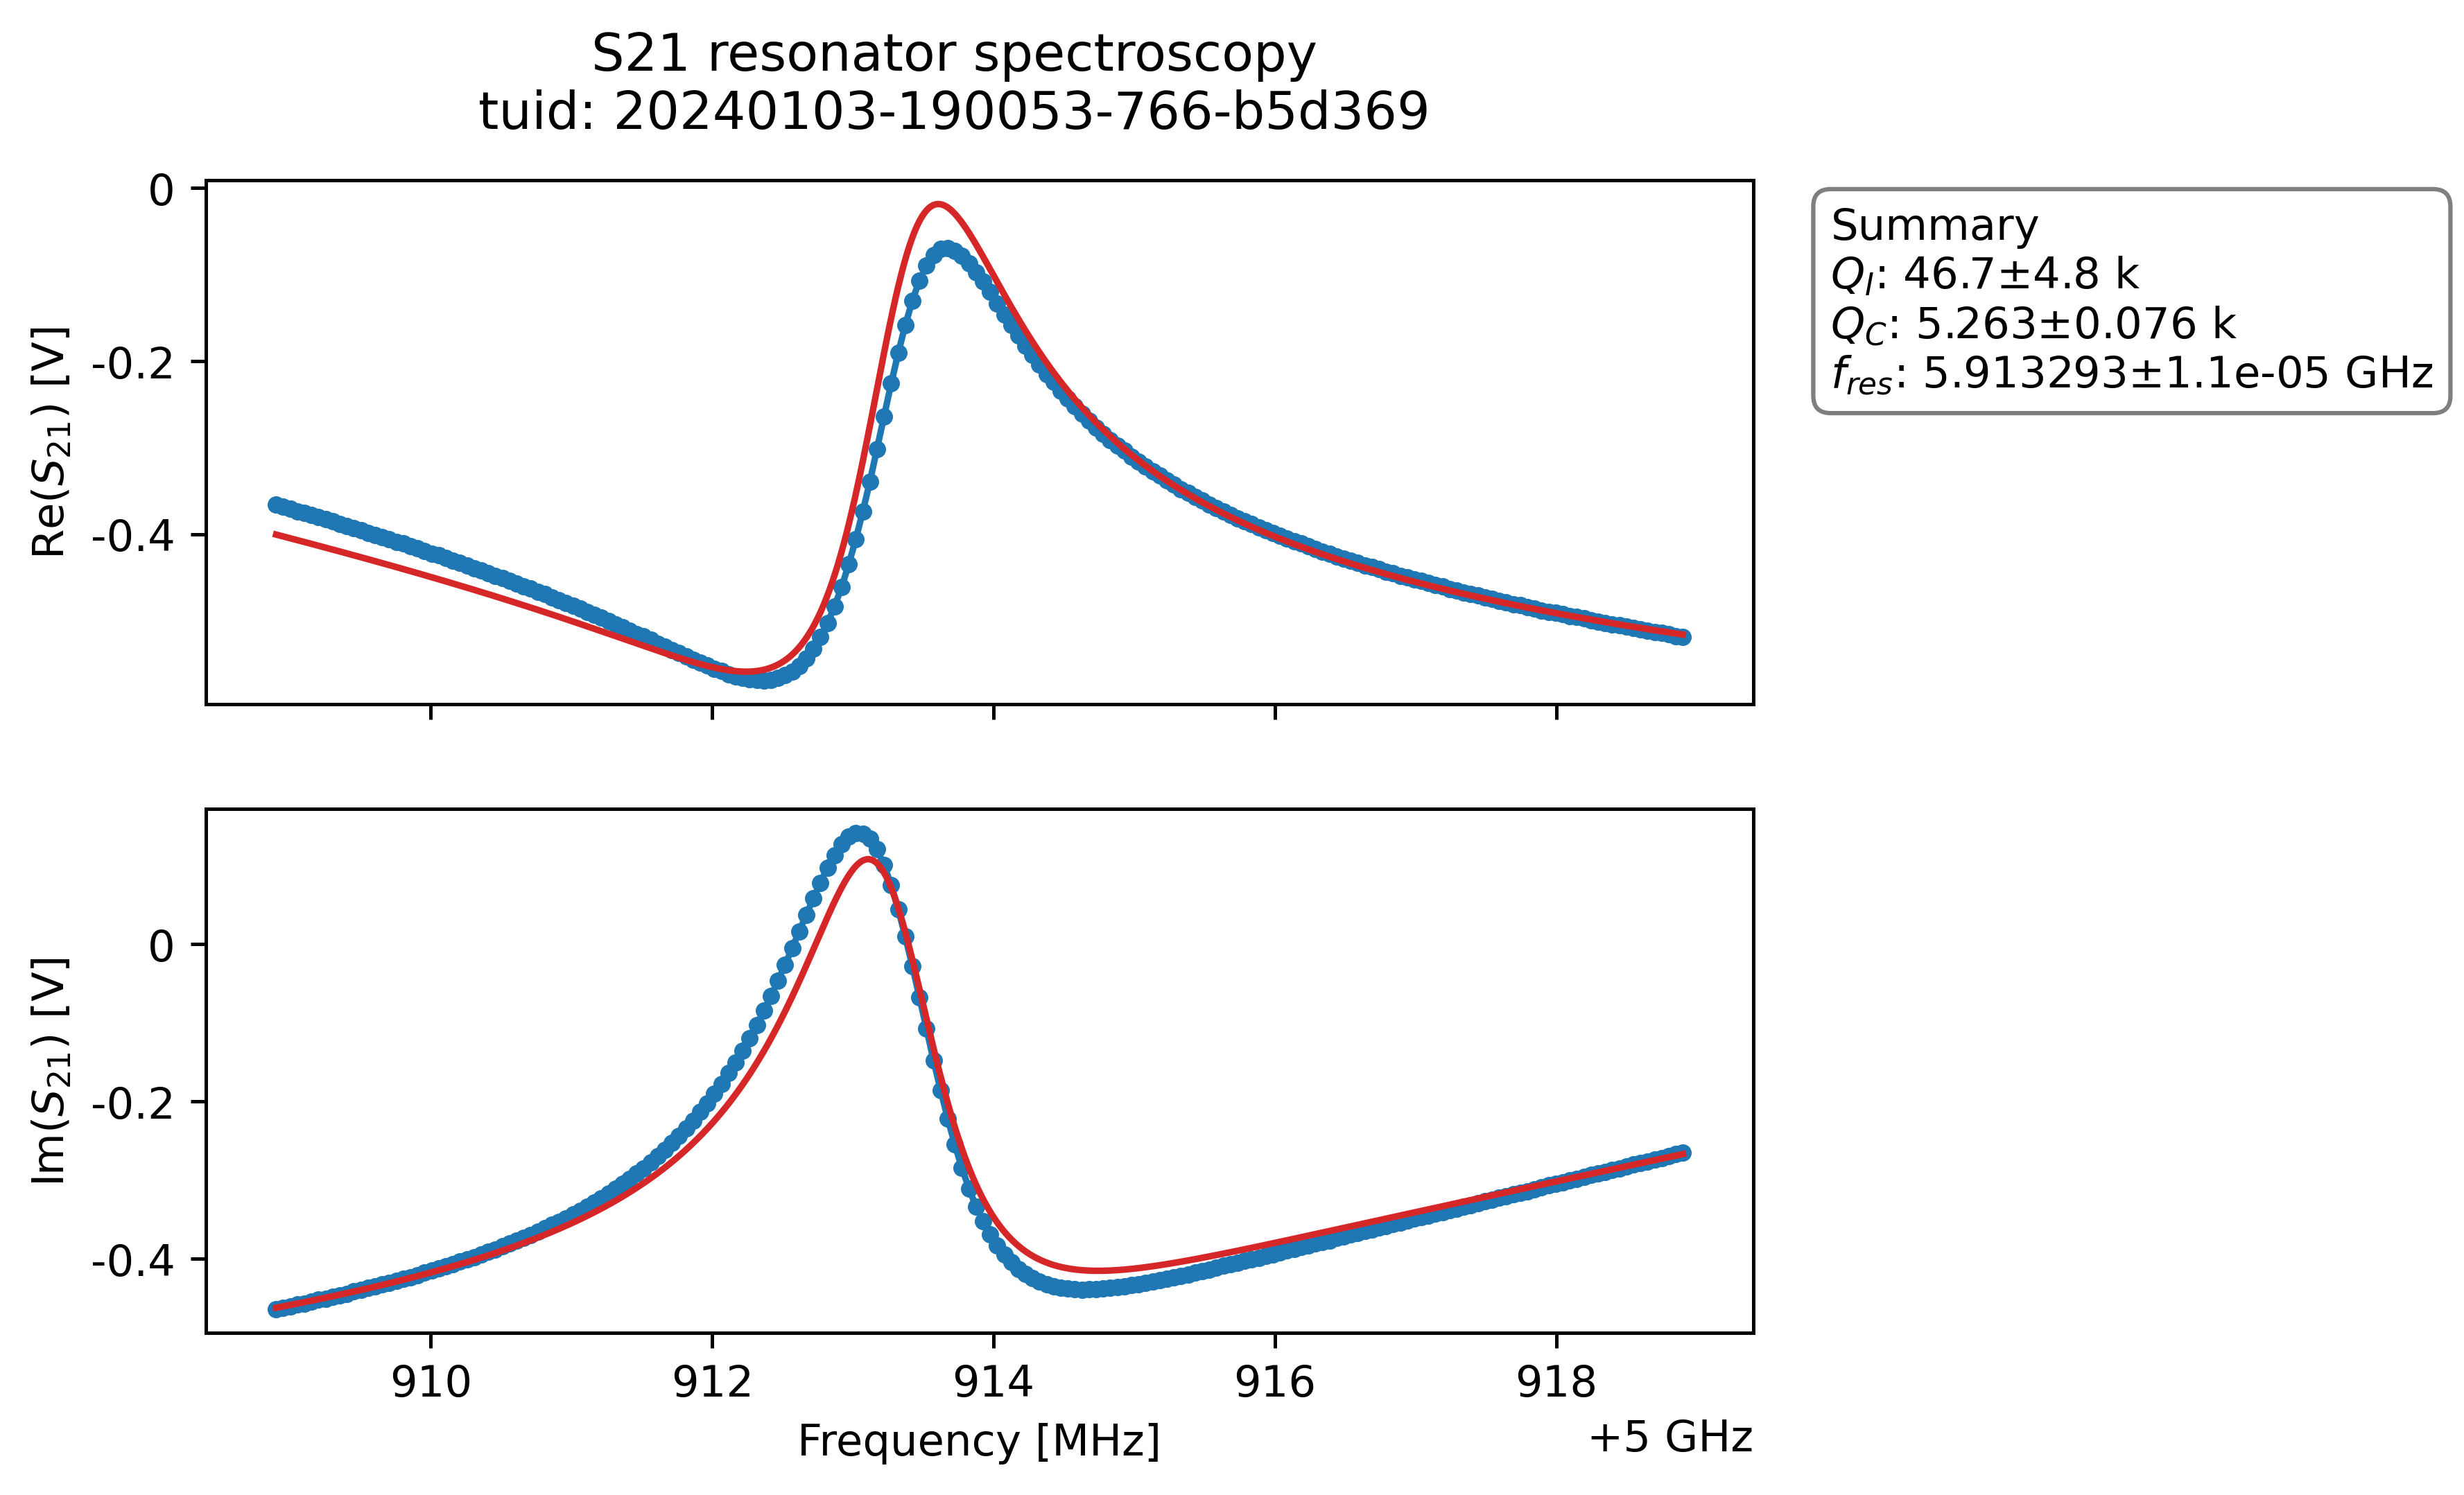 S21 resonator spectroscopy
tuid: 20240103-190053-766-b5d369
0
-0.2
-0.4
Re(S21) [V]
Summary
QI: 46.7±4.8 k
QC: 5.263±0.076 k
fres: 5.913293±1.1e-05 GHz
0
-0.2
-0.4
Im(S21) [V]
910 912 914 916 918
Frequency [MHz]
+5 GHz